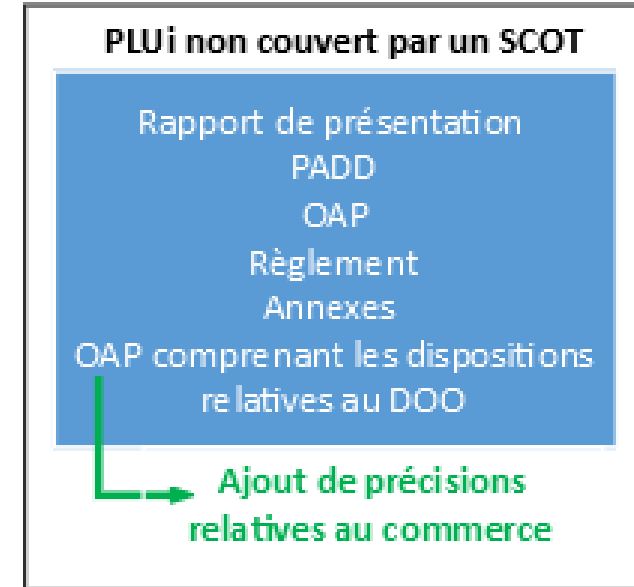 PLUi non couvert par un SCOT
Rapport de présentation
PADD
OAP
Règlement
Annexes
OAP comprenant les dispositions
relatives au DOO
Ajout de précisions
relatives au commerce